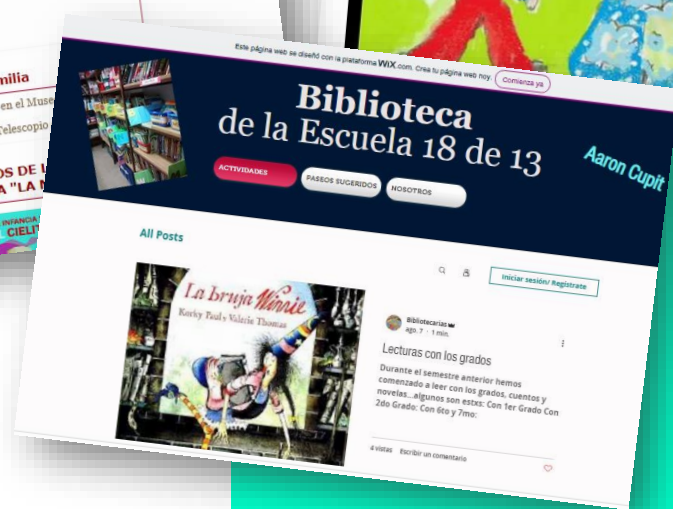 milia
en el Muse
Telescopio
OS DE L
A "LA
INFANCIA
CIELIT
Este página web se diseñó con la plataforma WiX.com. Crea tu página web hoy. Comienza ya
Biblioteca
de la Escuela 18 de 13
Aaron Cupit
ACTIVIDADES
PASEOS SUGERIDOS
NOSOTROS
All Posts
Iniciar sesión/ Regístrate
La bruja Winnie
Korky Paul y Valerie Thomas
Bibliotecarias
ago. 7 · 1 min.
Lecturas con los grados
Durante el semestre anterior hemos
comenzado a leer con los grados, cuentos y
novelas...algunos son estxs: Con 1er Grado Con
2do Grado: Con 6to y 7mo:
4 vistas Escribir un comentario